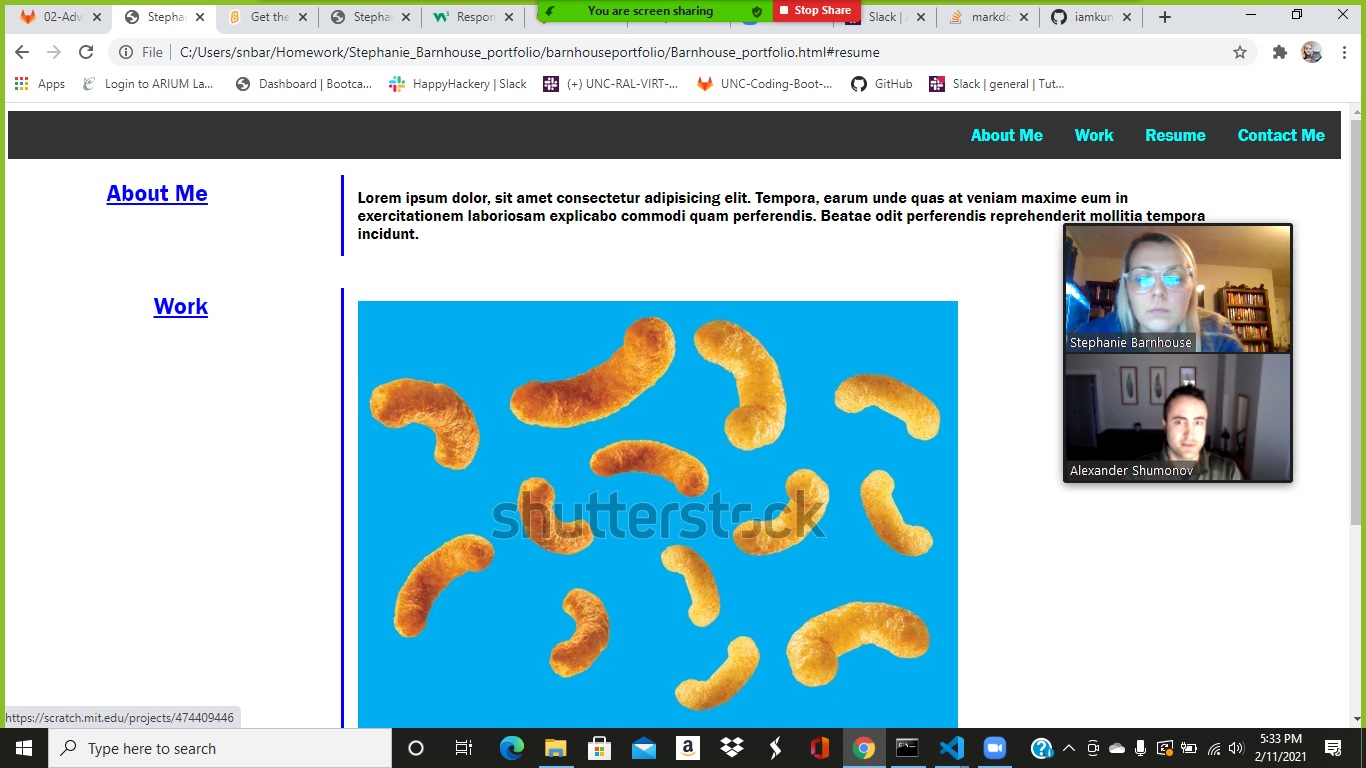 02-Adv
Stepha
Get the
Stepha
Respon
You are screen sharing
Stop Share
Slack |
markdo
iamkun
File
C:/Users/snbar/Homework/Stephanie_Barnhouse_portfolio/barnhouseportfolio/Barnhouse_portfolio.html#resume
Apps
Login to ARIUM La...
Dashboard | Bootca...
HappyHackery | Slack
(+) UNC-RAL-VIRT-...
UNC-Coding-Boot-...
GitHub
Slack | general | Tut...
About Me
Work
Resume
Contact Me
About Me
Lorem ipsum dolor, sit amet consectetur adipisicing elit. Tempora, earum unde quas at veniam maxime eum in
exercitationem laboriosam explicabo commodi quam perferendis. Beatae odit perferendis reprehenderit mollitia tempora
incidunt.
Work
Stephanie Barnhouse
Alexander Shumonov
shutterstock
https://scratch.mit.edu/projects/474409446
Type here to search
5:33 PM
2/11/2021